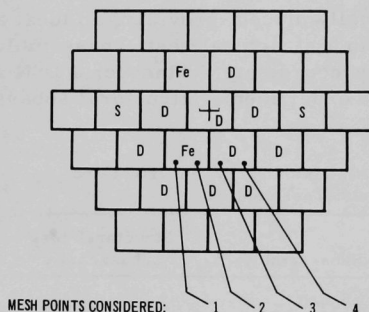 Fe D
S D D D S
D Fe D D
D D D
MESH POINTS CONSIDERED: 1 2 3 4